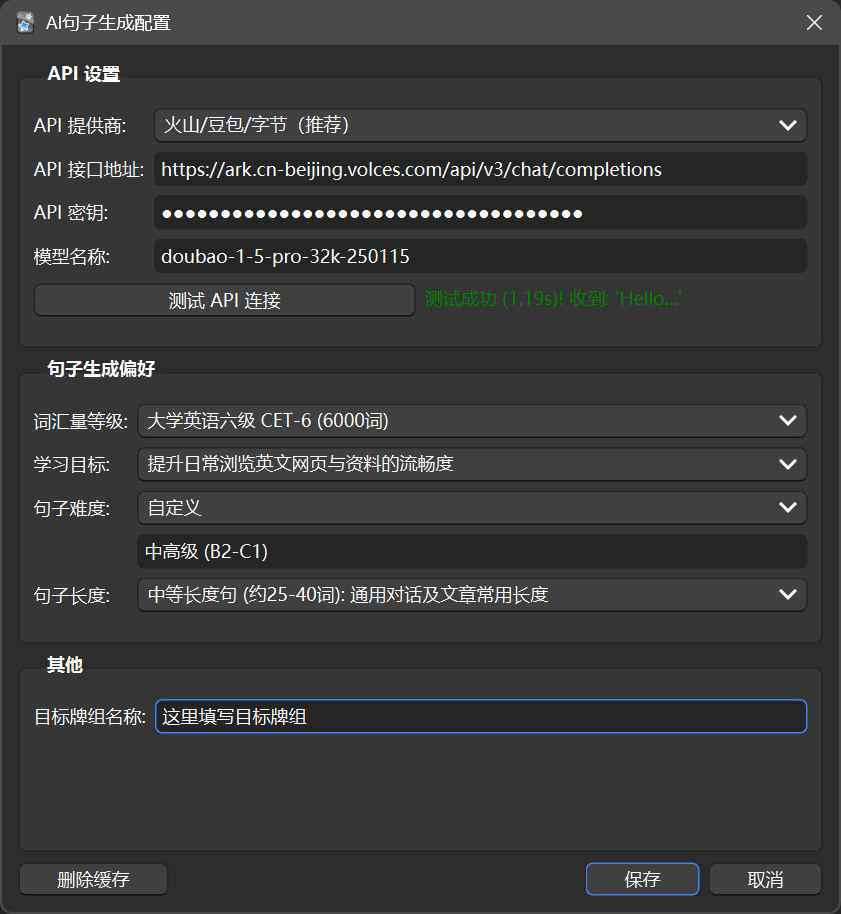 AI句子生成配置
API 设置
API 提供商: 火山/豆包/字节（推荐）
API 接口地址: https://ark.cn-beijing.volces.com/api/v3/chat/completions
API 密钥: ●●●●●●●●●●●●●●●●●●●●●●●●●●●●●●●●●●●●
模型名称: doubao-1-5-pro-32k-250115
测试 API 连接 测试成功 (1.19s)! 收到: 'Hello...'
句子生成偏好
词汇量等级: 大学英语六级 CET-6 (6000词)
学习目标: 提升日常浏览英文网页与资料的流畅度
句子难度: 自定义
中高级 (B2-C1)
句子长度: 中等长度句 (约25-40词): 通用对话及文章常用长度
其他
目标牌组名称: 这里填写目标牌组
删除缓存 保存 取消